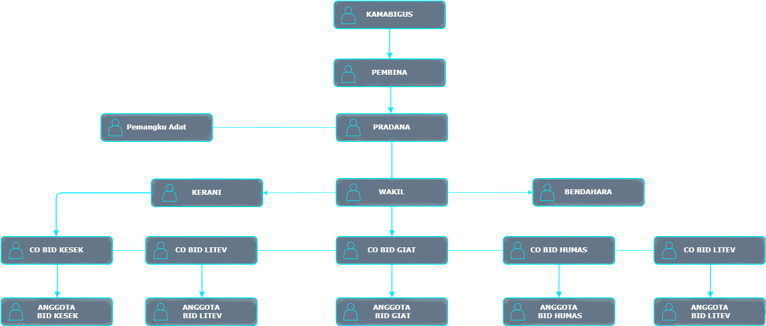 KAMABIGUS
PEMBINA
Pemangku Adat
PRADANA
KERANI
WAKIL
BENDAHARA
CO BID KESEK
CO BID LITEV
CO BID GIAT
CO BID HUMAS
CO BID LITEV
ANGGOTA
BID KESEK
ANGGOTA
BID LITEV
ANGGOTA
BID GIAT
ANGGOTA
BID HUMAS
ANGGOTA
BID LITEV